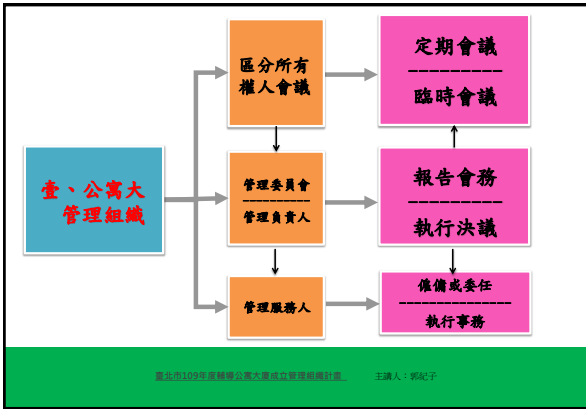 壹、公寓大
管理組織
區分所有
權人會議
定期會議
臨時會議
管理委員會
管理負責人
報告會務
執行決議
管理服務人
僱傭或委任
執行事務
臺北市109年度輔導公寓大廈成立管理組織計畫
主講人：郭記子